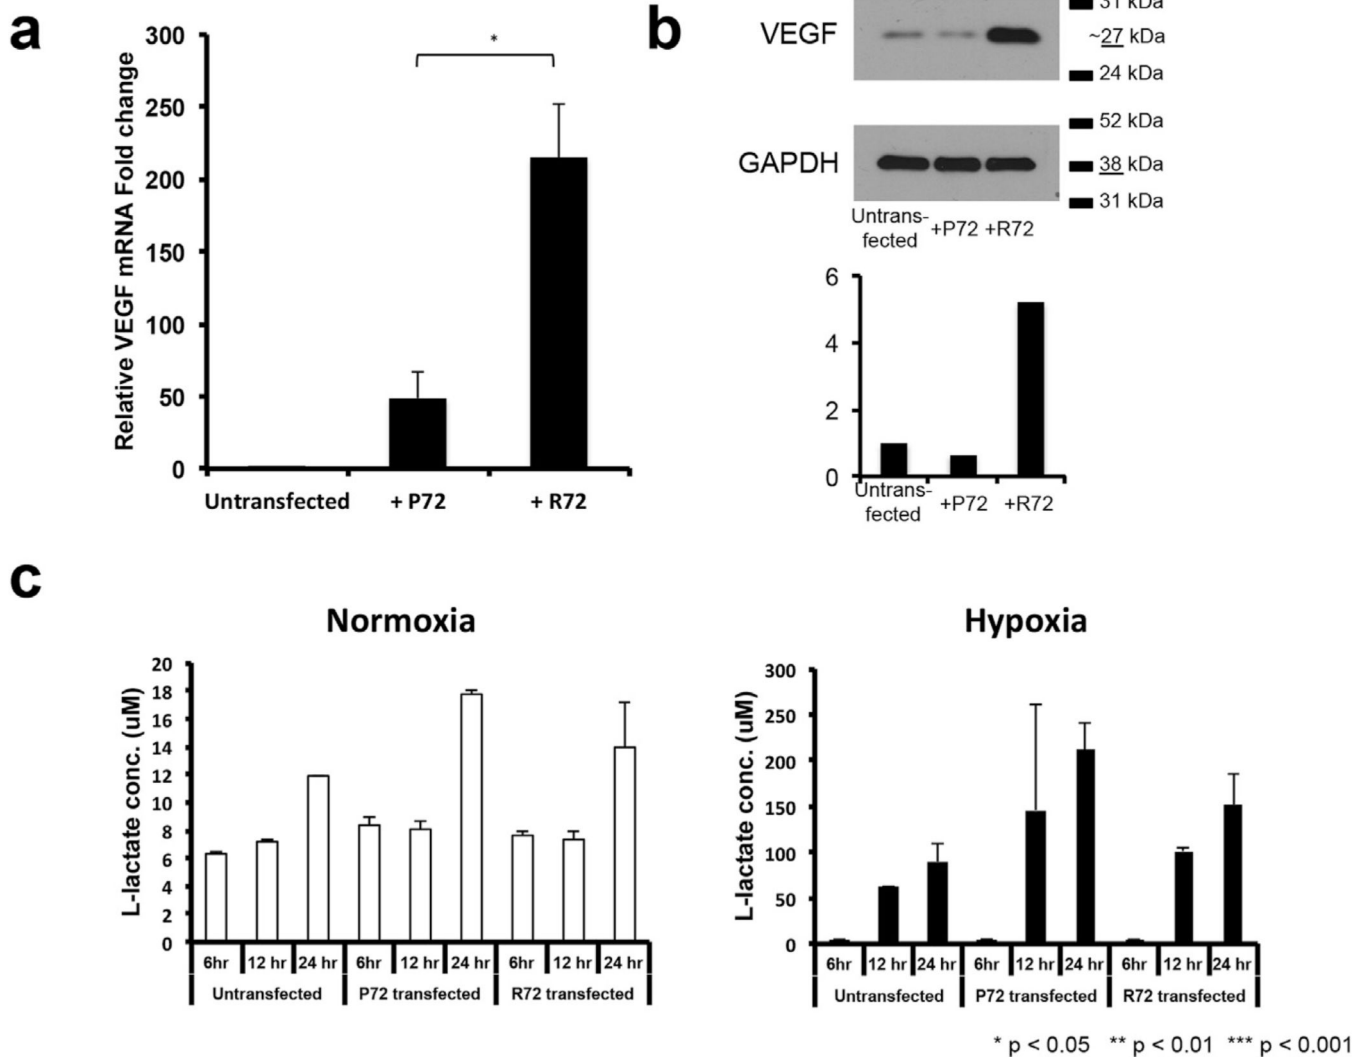 a
Relative VEGF mRNA Fold change
300
250
200
150
100
50
0
*
Untransfected
+ P72
+ R72
b
VEGF
31 kDa
~27 kDa
24 kDa
GAPDH
52 kDa
38 kDa
31 kDa
Untrans-
fected
+P72
+R72
6
4
2
0
Untrans-
fected
+P72
+R72
c
Normoxia
L-lactate conc. (uM)
20
18
16
14
12
10
8
6
4
2
0
6hr 12 hr 24 hr 6hr 12 hr 24 hr 6hr 12 hr 24 hr
Untransfected P72 transfected R72 transfected
Hypoxia
L-lactate conc. (uM)
300
250
200
150
100
50
0
6hr 12 hr 24 hr 6hr 12 hr 24 hr 6hr 12 hr 24 hr
Untransfected P72 transfected R72 transfected
* p < 0.05 ** p < 0.01 *** p < 0.001